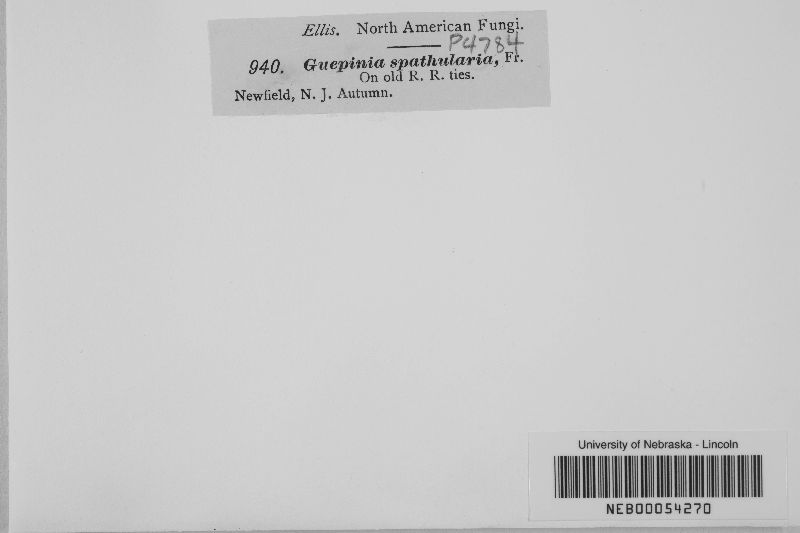 Ellis. North American Fungi.
P4784
940. Guepinia spathularia, Fr.
On old R. R. ties.
Newfield, N. J. Autumn.
University of Nebraska - Lincoln
NEB00054270